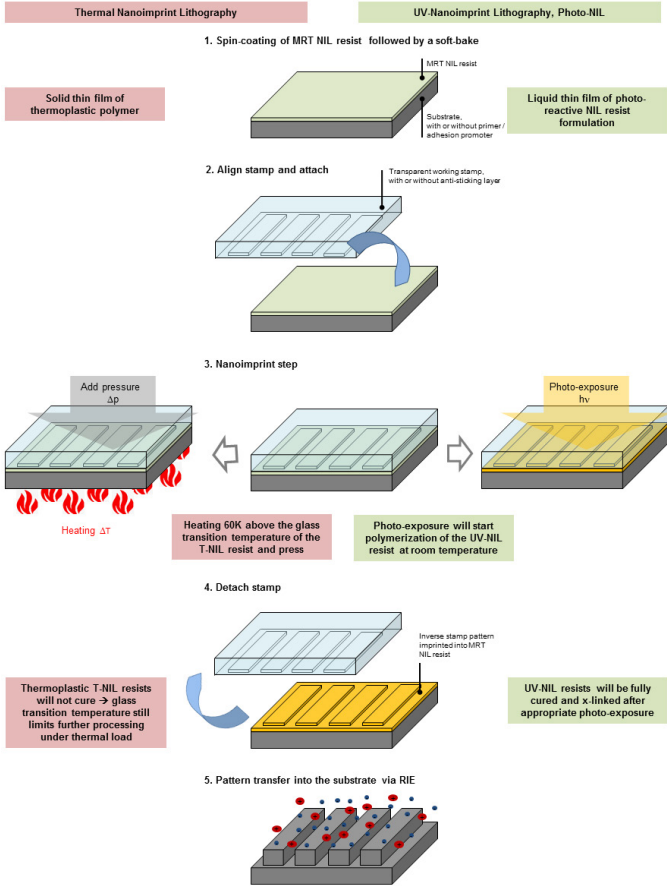 Thermal Nanoimprint Lithography
UV-Nanoimprint Lithography, Photo-NIL
1. Spin-coating of MRT NIL resist followed by a soft-bake
MRT NIL resist
Solid thin film of
thermoplastic polymer
Substrate,
with or without primer /
adhesion promoter
Liquid thin film of photo-
reactive NIL resist
formulation
2. Align stamp and attach
Transparent working stamp,
with or without anti-sticking layer
3. Nanoimprint step
Add pressure
Δp
Photo-exposure
hν
Heating ΔT
Heating 60K above the glass
transition temperature of the
T-NIL resist and press
Photo-exposure will start
polymerization of the UV-NIL
resist at room temperature
4. Detach stamp
Inverse stamp pattern
imprinted into MRT
NIL resist
Thermoplastic T-NIL resists
will not cure → glass
transition temperature still
limits further processing
under thermal load
UV-NIL resists will be fully
cured and x-linked after
appropriate photo-exposure
5. Pattern transfer into the substrate via RIE